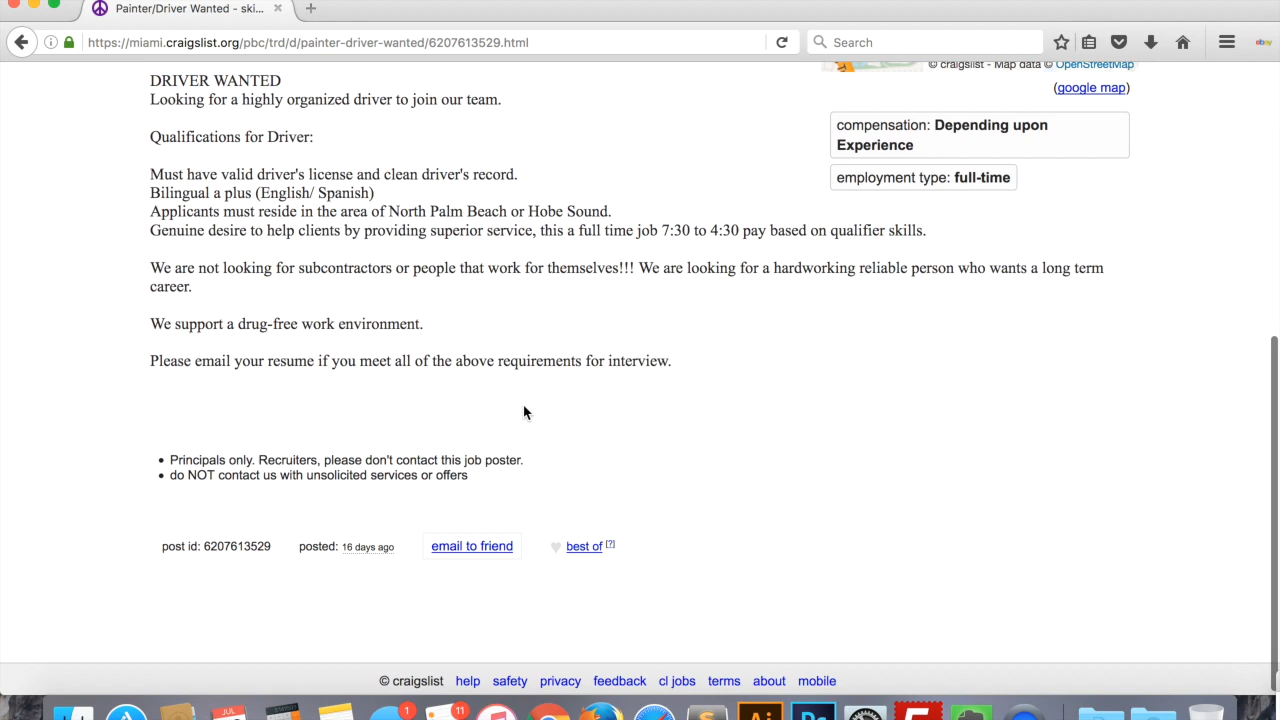 Painter/Driver Wanted - ski...
https://miami.craigslist.org/pbc/trd/d/painter-driver-wanted/6207613529.html
Search
ebay
© craigslist - Map data © OpenStreetMap
(google map)
DRIVER WANTED
Looking for a highly organized driver to join our team.
compensation: Depending upon
Experience
employment type: full-time
Qualifications for Driver:
Must have valid driver's license and clean driver's record.
Bilingual a plus (English/ Spanish)
Applicants must reside in the area of North Palm Beach or Hobe Sound.
Genuine desire to help clients by providing superior service, this a full time job 7:30 to 4:30 pay based on qualifier skills.
We are not looking for subcontractors or people that work for themselves!!! We are looking for a hardworking reliable person who wants a long term
career.
We support a drug-free work environment.
Please email your resume if you meet all of the above requirements for interview.
• Principals only. Recruiters, please don't contact this job poster.
• do NOT contact us with unsolicited services or offers
post id: 6207613529 posted: 16 days ago email to friend best of [?]
© craigslist help safety privacy feedback cl jobs terms about mobile
JUL 1 11 S Ai Ps